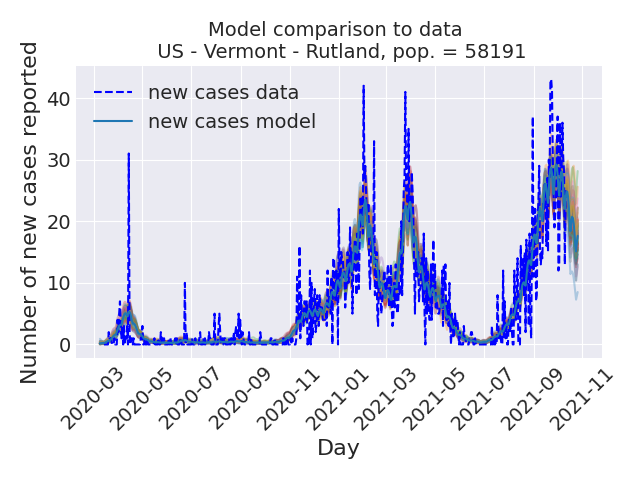 Model comparison to data
US - Vermont - Rutland, pop. = 58191
Number of new cases reported
40
30
20
10
0
new cases data
new cases model
2020-03
2020-05
2020-07
2020-09
2020-11
2021-01
2021-03
2021-05
2021-07
2021-09
2021-11
Day